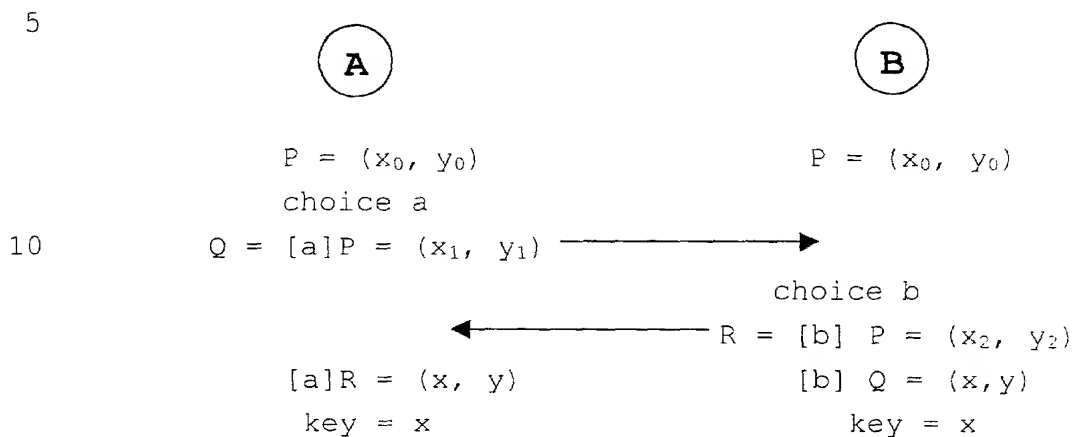 5
A B
P = (x₀, y₀) P = (x₀, y₀)
choice a
10 Q = [a]P = (x₁, y₁)
choice b
R = [b] P = (x₂, y₂)
[a]R = (x, y) [b] Q = (x,y)
key = x key = x